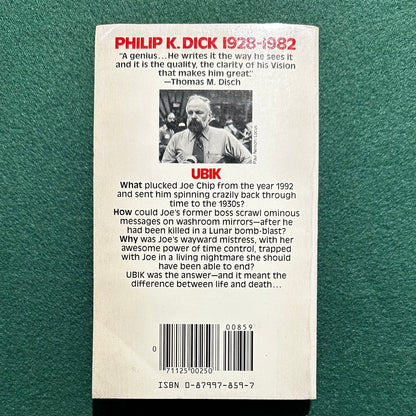 PHILIP K. DICK 1928-1982
"A genius...He writes it the way he sees it
and it is the quality, the clarity of his Vision
that makes him great."
—Thomas M. Disch
Paul Nelson-Locus
UBIK
What plucked Joe Chip from the year 1992
and sent him spinning crazily back through
time to the 1930s?
How could Joe's former boss scrawl ominous
messages on washroom mirrors—after he
had been killed in a Lunar bomb-blast?
Why was Joe's wayward mistress, with her
awesome power of time control, trapped
with Joe in a living nightmare she should
have been able to end?
UBIK was the answer—and it meant the
difference between life and death...
00859
0
71125 00250
ISBN 0-87997-859-7